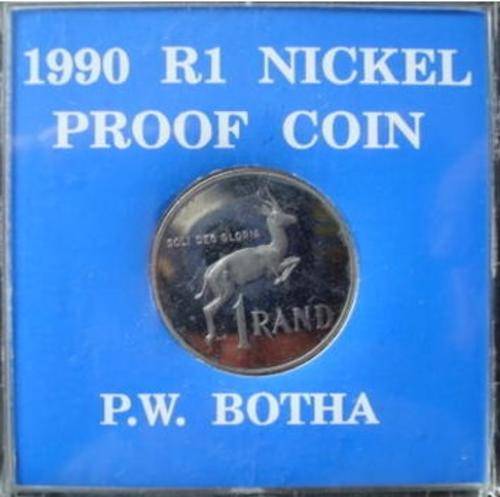 1990 R1 NICKEL
PROOF COIN
SOLI DEO GLORIA
1 RAND
P.W. BOTHA